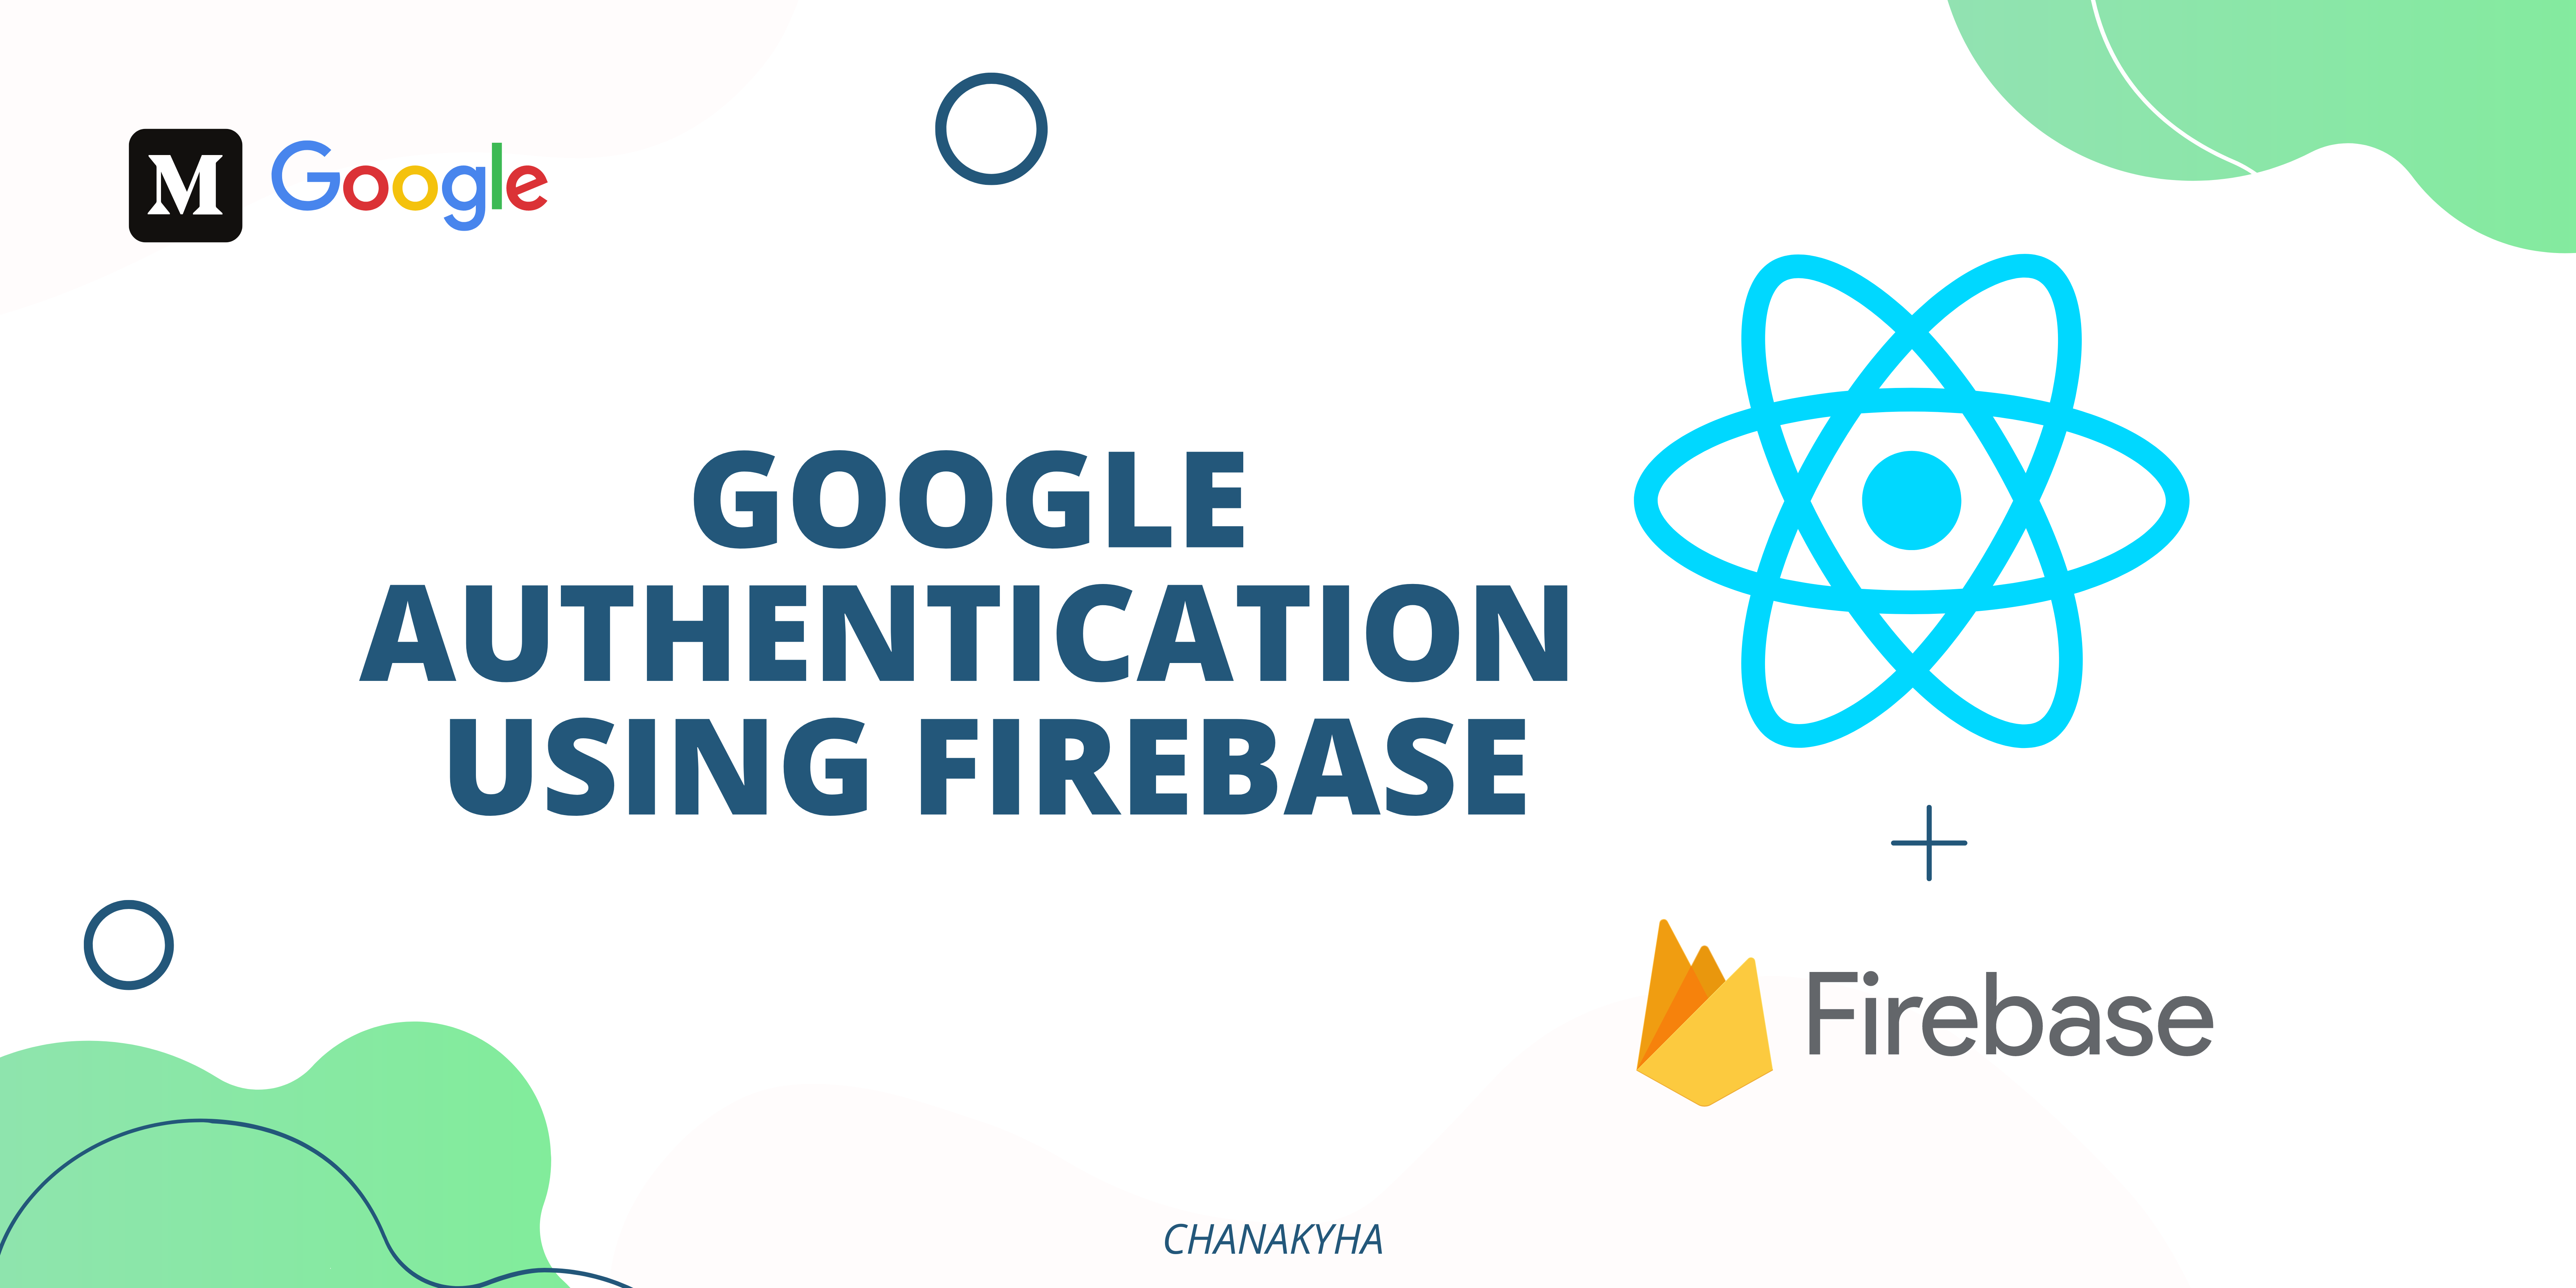 M Google
GOOGLE
AUTHENTICATION
USING FIREBASE
Firebase
CHANAKYHA